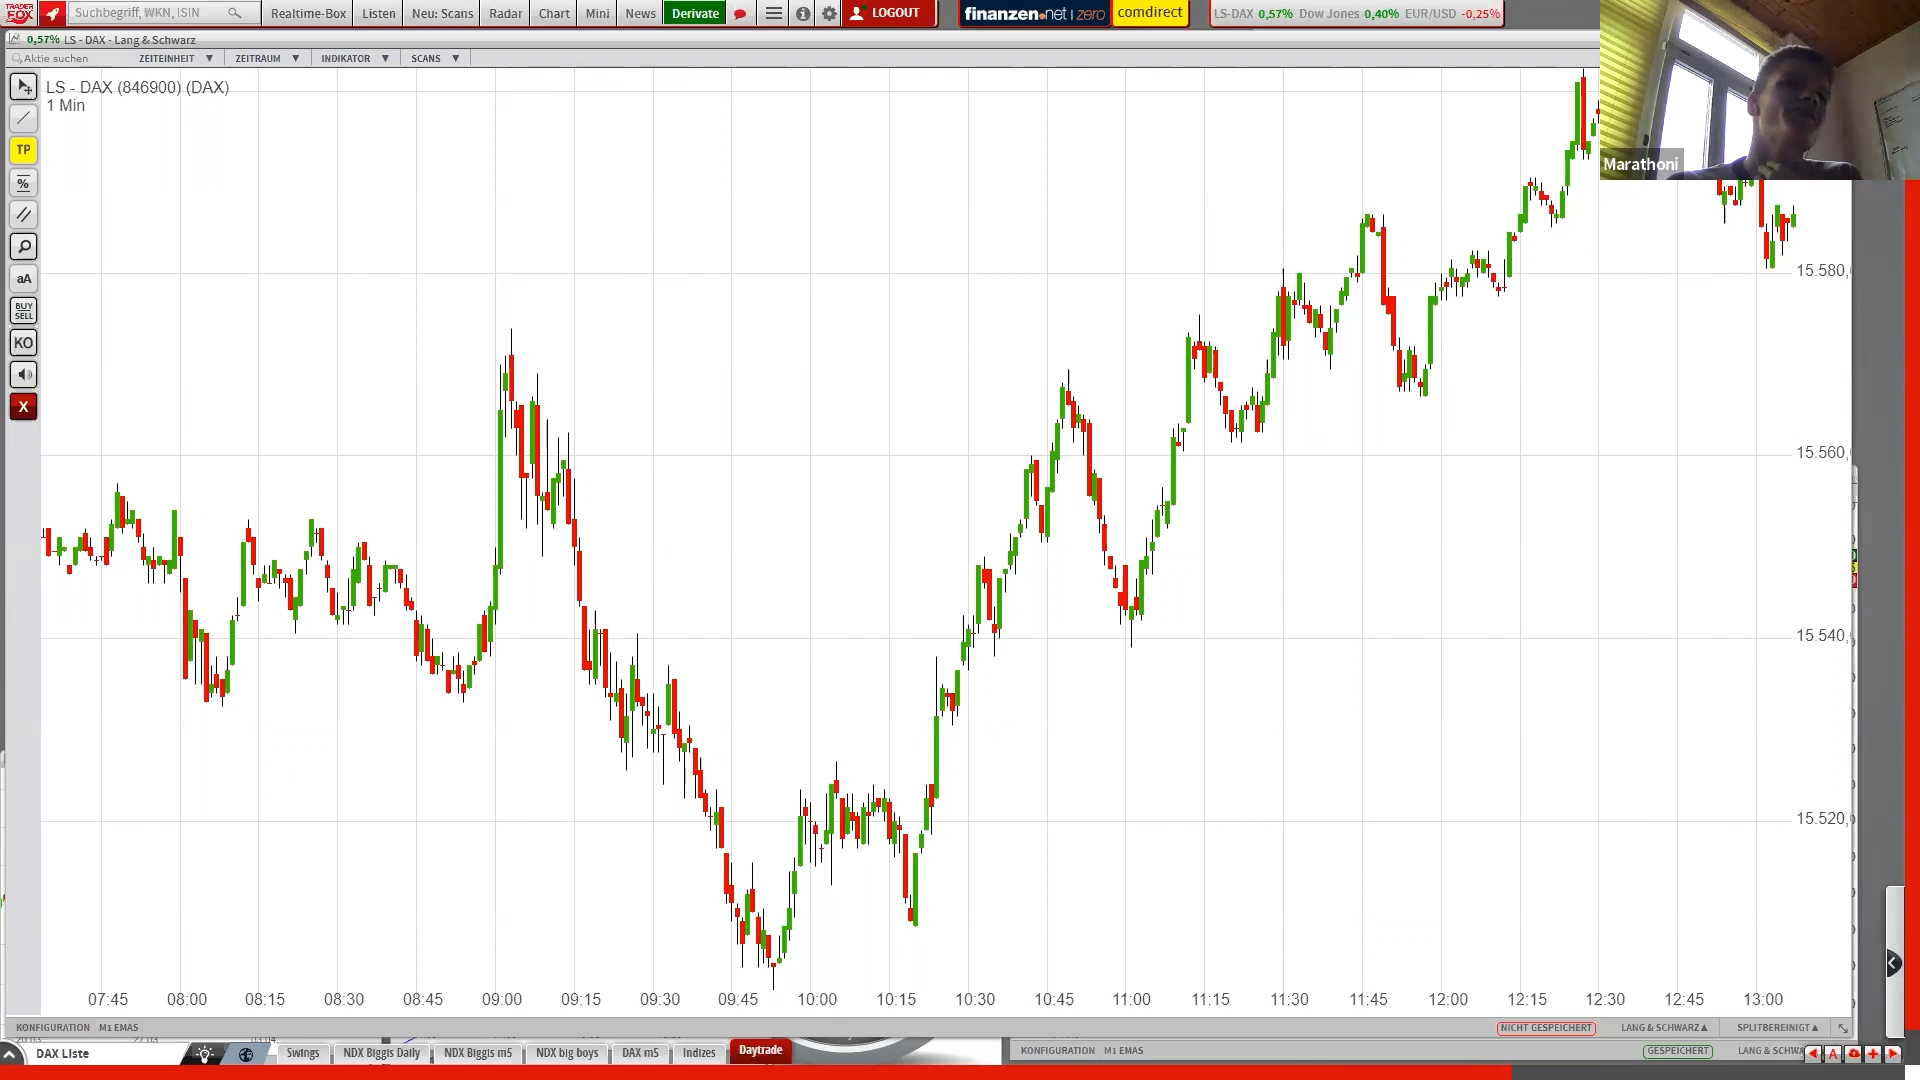 TRADER FOX
Suchbegriff, WKN, ISIN
Realtime-Box
Listen
Neu: Scans
Radar
Chart
Mini
News
Derivate
LOGOUT
finanzen.net | zero
comdirect
LS-DAX 0,57% Dow Jones 0,40% EUR/USD -0,25%
0,57% LS - DAX - Lang & Schwarz
Aktie suchen
ZEITEINHEIT
ZEITRAUM
INDIKATOR
SCANS
LS - DAX (846900) (DAX)
1 Min
TP
%
aA
BUY
SELL
KO
X
Marathoni
15.580,
15.560,
15.540,
15.520,
07:45
08:00
08:15
08:30
08:45
09:00
09:15
09:30
09:45
10:00
10:15
10:30
10:45
11:00
11:15
11:30
11:45
12:00
12:15
12:30
12:45
13:00
KONFIGURATION M1 EMAS
NICHT GESPEICHERT
LANG & SCHWARZ
SPLITBEREINIGT
DAX Liste
Swings
NDX Biggis Daily
NDX Biggis m5
NDX big boys
DAX m5
Indizes
Daytrade
KONFIGURATION M1 EMAS
GESPEICHERT
LANG & SCHWA
A